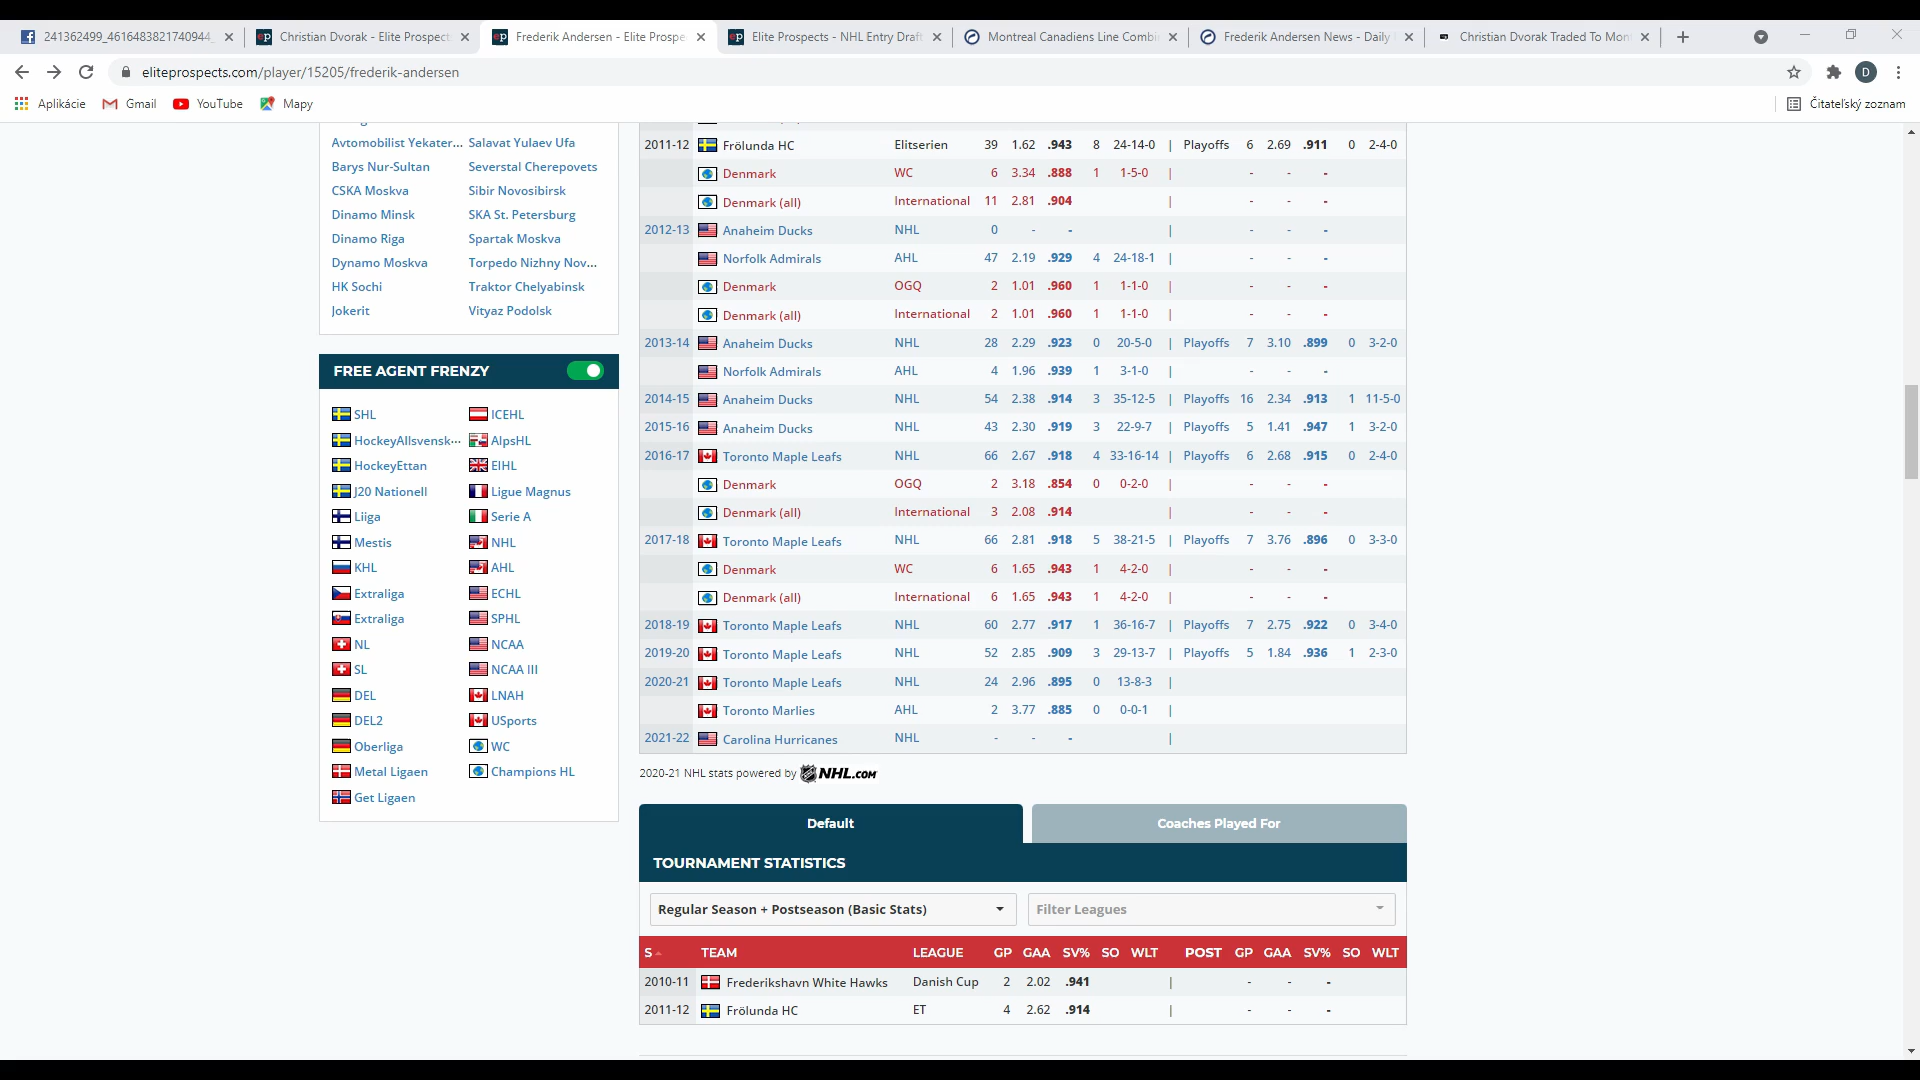 241362499_4616483821740944_
Christian Dvorak - Elite Prospect
Frederik Andersen - Elite Prospe
Elite Prospects - NHL Entry Draft
Montreal Canadiens Line Combin
Frederik Andersen News - Daily
Christian Dvorak Traded To Mon
eliteprospects.com/player/15205/frederik-andersen
D
Aplikácie Gmail YouTube Mapy Čitateľský zoznam
Avtomobilist Yekater... Salavat Yulaev Ufa
Barys Nur-Sultan Severstal Cherepovets
CSKA Moskva Sibir Novosibirsk
Dinamo Minsk SKA St. Petersburg
Dinamo Riga Spartak Moskva
Dynamo Moskva Torpedo Nizhny Nov...
HK Sochi Traktor Chelyabinsk
Jokerit Vityaz Podolsk
FREE AGENT FRENZY
SHL ICEHL
HockeyAllsvensk... AlpsHL
HockeyEttan EIHL
J20 Nationell Ligue Magnus
Liiga Serie A
Mestis NHL
KHL AHL
Extraliga ECHL
Extraliga SPHL
NL NCAA
SL NCAA III
DEL LNAH
DEL2 USports
Oberliga WC
Metal Ligaen Champions HL
Get Ligaen
2011-12 Frölunda HC Elitserien 39 1.62 .943 8 24-14-0 | Playoffs 6 2.69 .911 0 2-4-0
Denmark WC 6 3.34 .888 1 1-5-0 | - - -
Denmark (all) International 11 2.81 .904 | - - -
2012-13 Anaheim Ducks NHL 0 - - | - - -
Norfolk Admirals AHL 47 2.19 .929 4 24-18-1 | - - -
Denmark OGQ 2 1.01 .960 1 1-1-0 | - - -
Denmark (all) International 2 1.01 .960 1 1-1-0 | - - -
2013-14 Anaheim Ducks NHL 28 2.29 .923 0 20-5-0 | Playoffs 7 3.10 .899 0 3-2-0
Norfolk Admirals AHL 4 1.96 .939 1 3-1-0 | - - -
2014-15 Anaheim Ducks NHL 54 2.38 .914 3 35-12-5 | Playoffs 16 2.34 .913 1 11-5-0
2015-16 Anaheim Ducks NHL 43 2.30 .919 3 22-9-7 | Playoffs 5 1.41 .947 1 3-2-0
2016-17 Toronto Maple Leafs NHL 66 2.67 .918 4 33-16-14 | Playoffs 6 2.68 .915 0 2-4-0
Denmark OGQ 2 3.18 .854 0 0-2-0 | - - -
Denmark (all) International 3 2.08 .914 | - - -
2017-18 Toronto Maple Leafs NHL 66 2.81 .918 5 38-21-5 | Playoffs 7 3.76 .896 0 3-3-0
Denmark WC 6 1.65 .943 1 4-2-0 | - - -
Denmark (all) International 6 1.65 .943 1 4-2-0 | - - -
2018-19 Toronto Maple Leafs NHL 60 2.77 .917 1 36-16-7 | Playoffs 7 2.75 .922 0 3-4-0
2019-20 Toronto Maple Leafs NHL 52 2.85 .909 3 29-13-7 | Playoffs 5 1.84 .936 1 2-3-0
2020-21 Toronto Maple Leafs NHL 24 2.96 .895 0 13-8-3 |
Toronto Marlies AHL 2 3.77 .885 0 0-0-1 |
2021-22 Carolina Hurricanes NHL - - - |
2020-21 NHL stats powered by NHL.COM
Default Coaches Played For
TOURNAMENT STATISTICS
Regular Season + Postseason (Basic Stats) Filter Leagues
S TEAM LEAGUE GP GAA SV% SO WLT POST GP GAA SV% SO WLT
2010-11 Frederikshavn White Hawks Danish Cup 2 2.02 .941 | - - -
2011-12 Frölunda HC ET 4 2.62 .914 | - - -